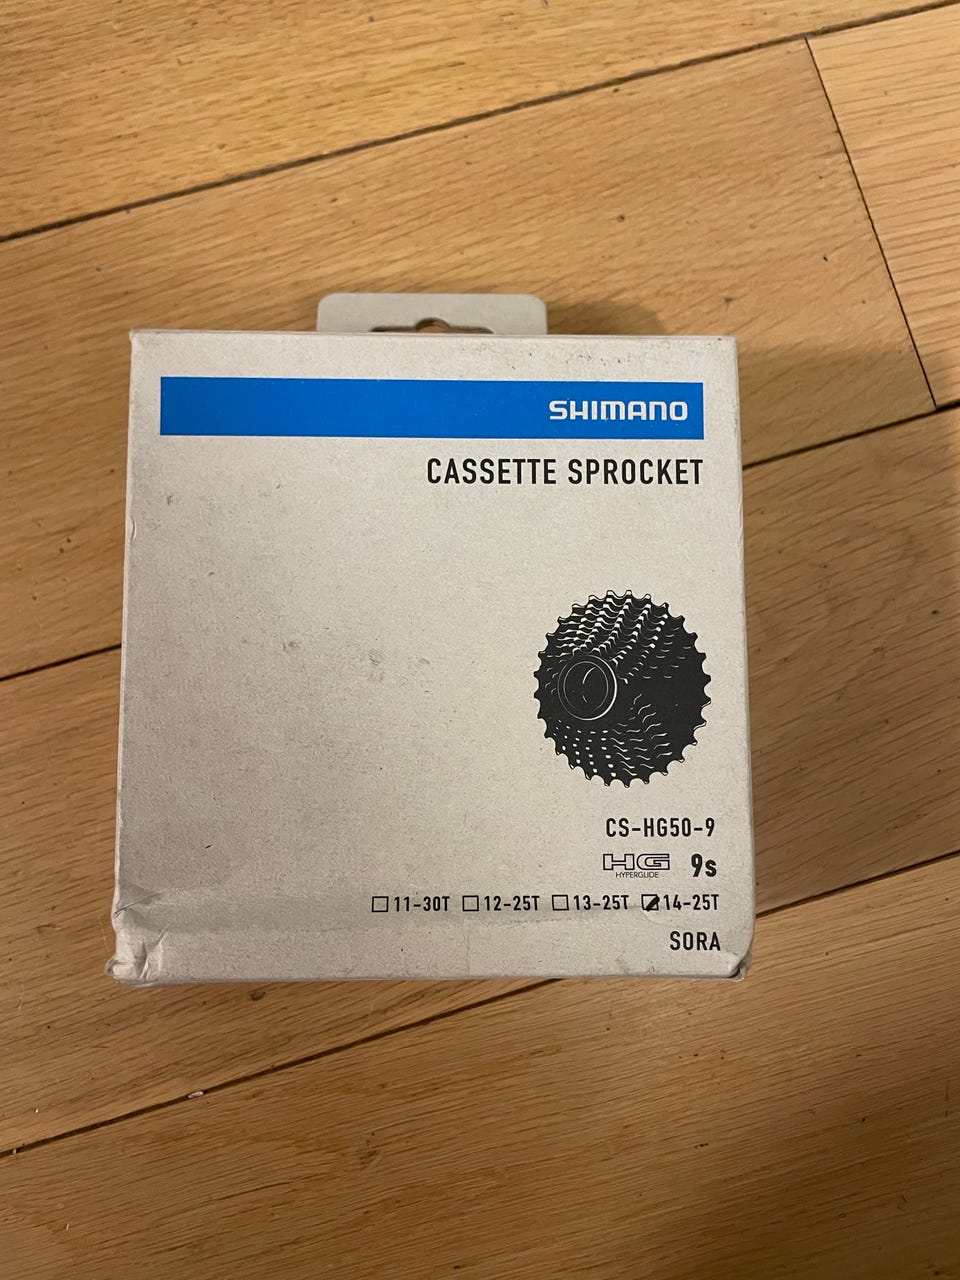 SHIMANO
CASSETTE SPROCKET
CS-HG50-9
HG 9s
HYPERGLIDE
11-30T 12-25T 13-25T 14-25T
SORA